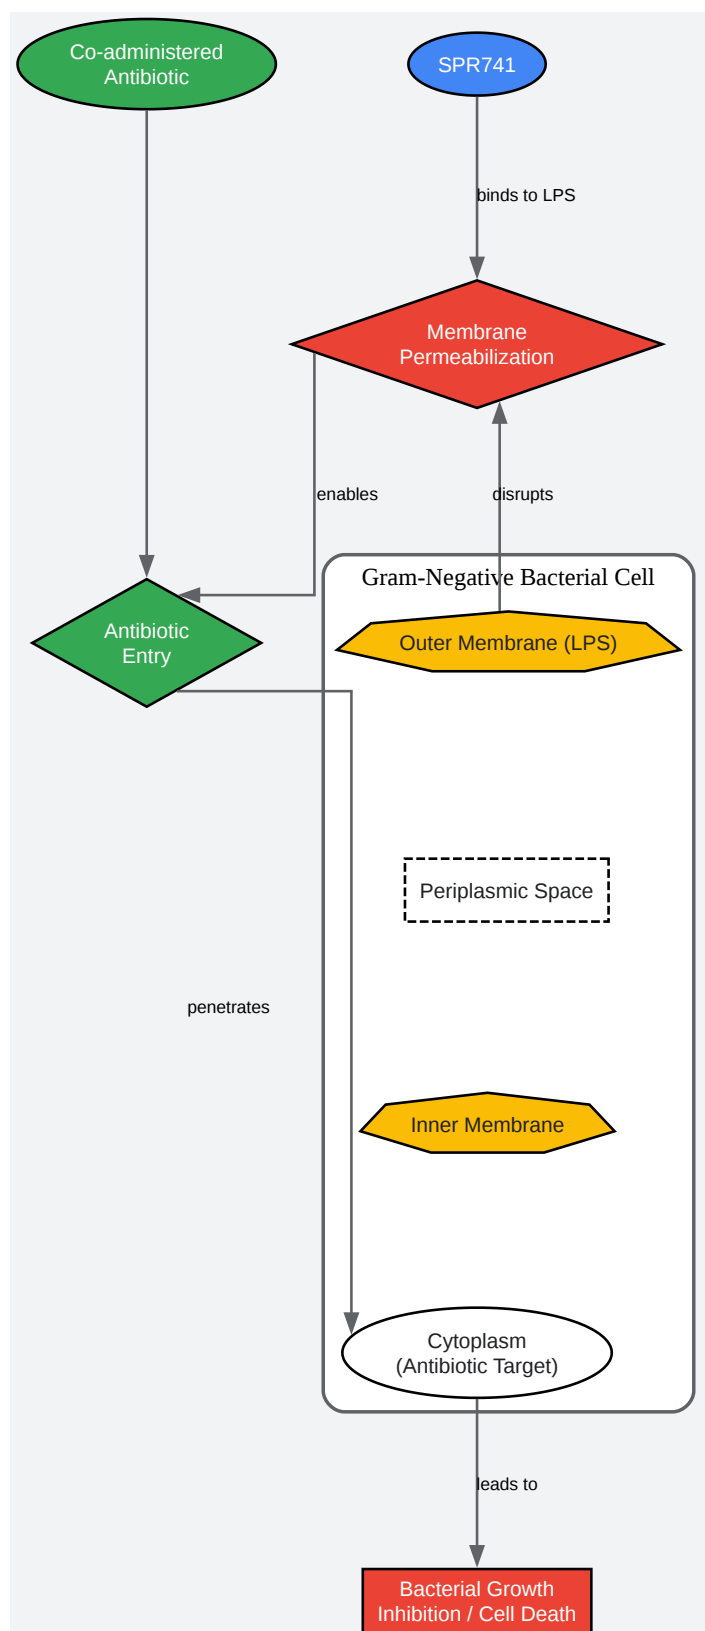 Co-administered
Antibiotic
SPR741
binds to LPS
Membrane
Permeabilization
enables
disrupts
Gram-Negative Bacterial Cell
Outer Membrane (LPS)
Antibiotic
Entry
Periplasmic Space
penetrates
Inner Membrane
Cytoplasm
(Antibiotic Target)
leads to
Bacterial Growth
Inhibition / Cell Death